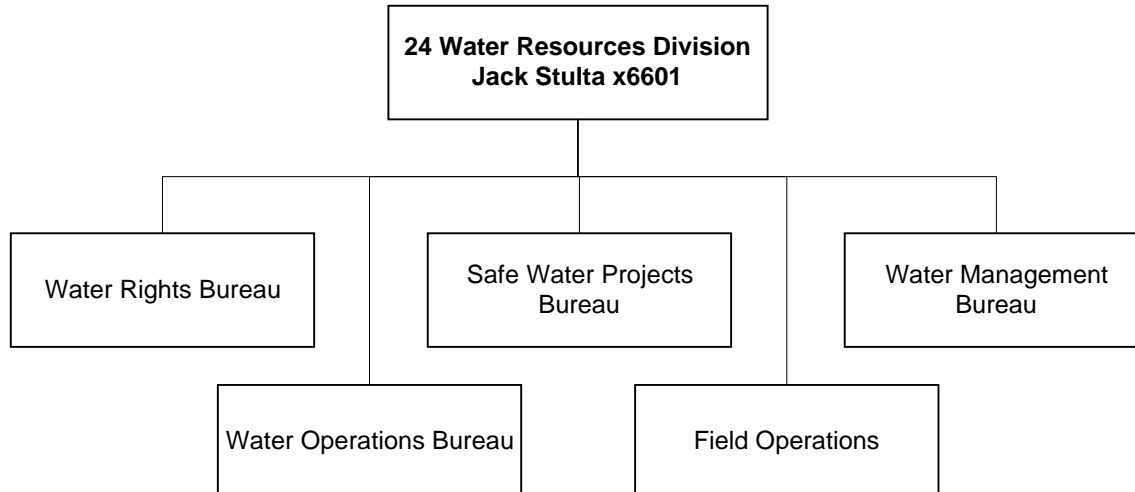 24 Water Resources Division
Jack Stulta x6601
Water Rights Bureau
Safe Water Projects
Bureau
Water Management
Bureau
Water Operations Bureau
Field Operations